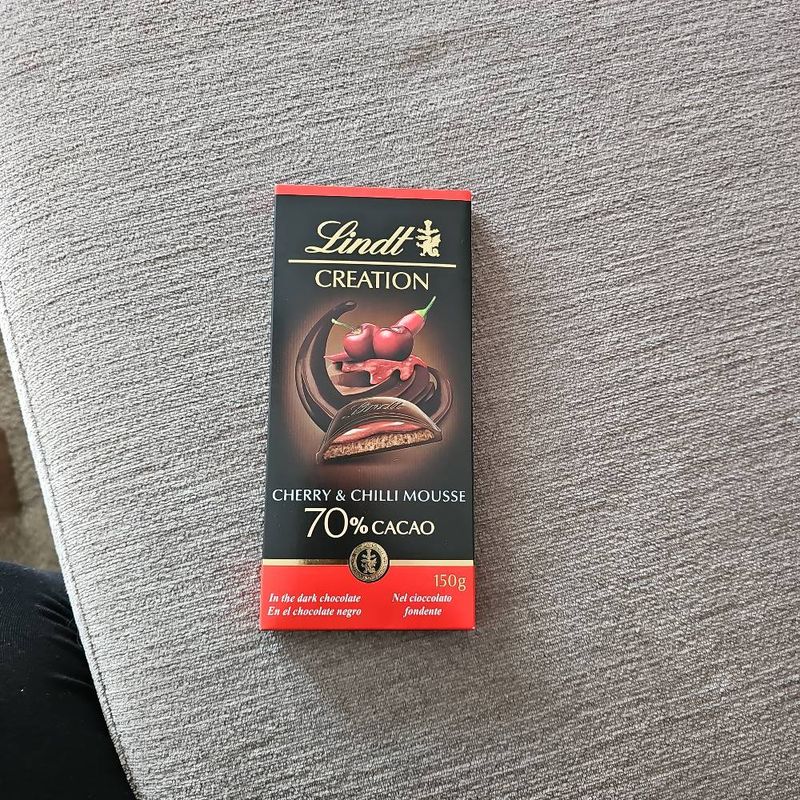 Lindt
CREATION
Lindt
CHERRY & CHILLI MOUSSE
70% CACAO
150g
In the dark chocolate
En el chocolate negro
Nel cioccolato
fondente